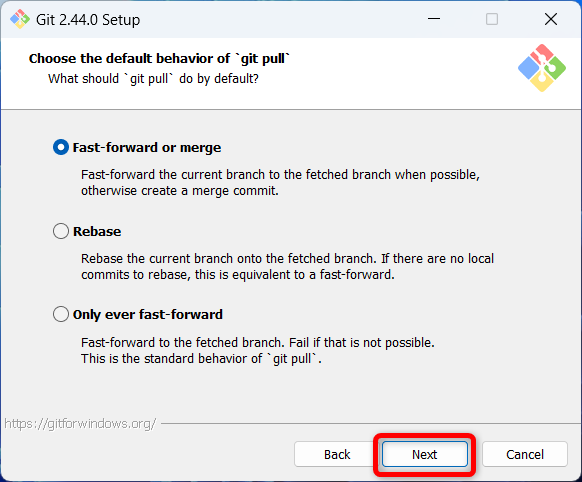 Git 2.44.0 Setup
Choose the default behavior of `git pull`
What should `git pull` do by default?
Fast-forward or merge
Fast-forward the current branch to the fetched branch when possible,
otherwise create a merge commit.
Rebase
Rebase the current branch onto the fetched branch. If there are no local
commits to rebase, this is equivalent to a fast-forward.
Only ever fast-forward
Fast-forward to the fetched branch. Fail if that is not possible.
This is the standard behavior of `git pull`.
https://gitforwindows.org/
Back Next Cancel